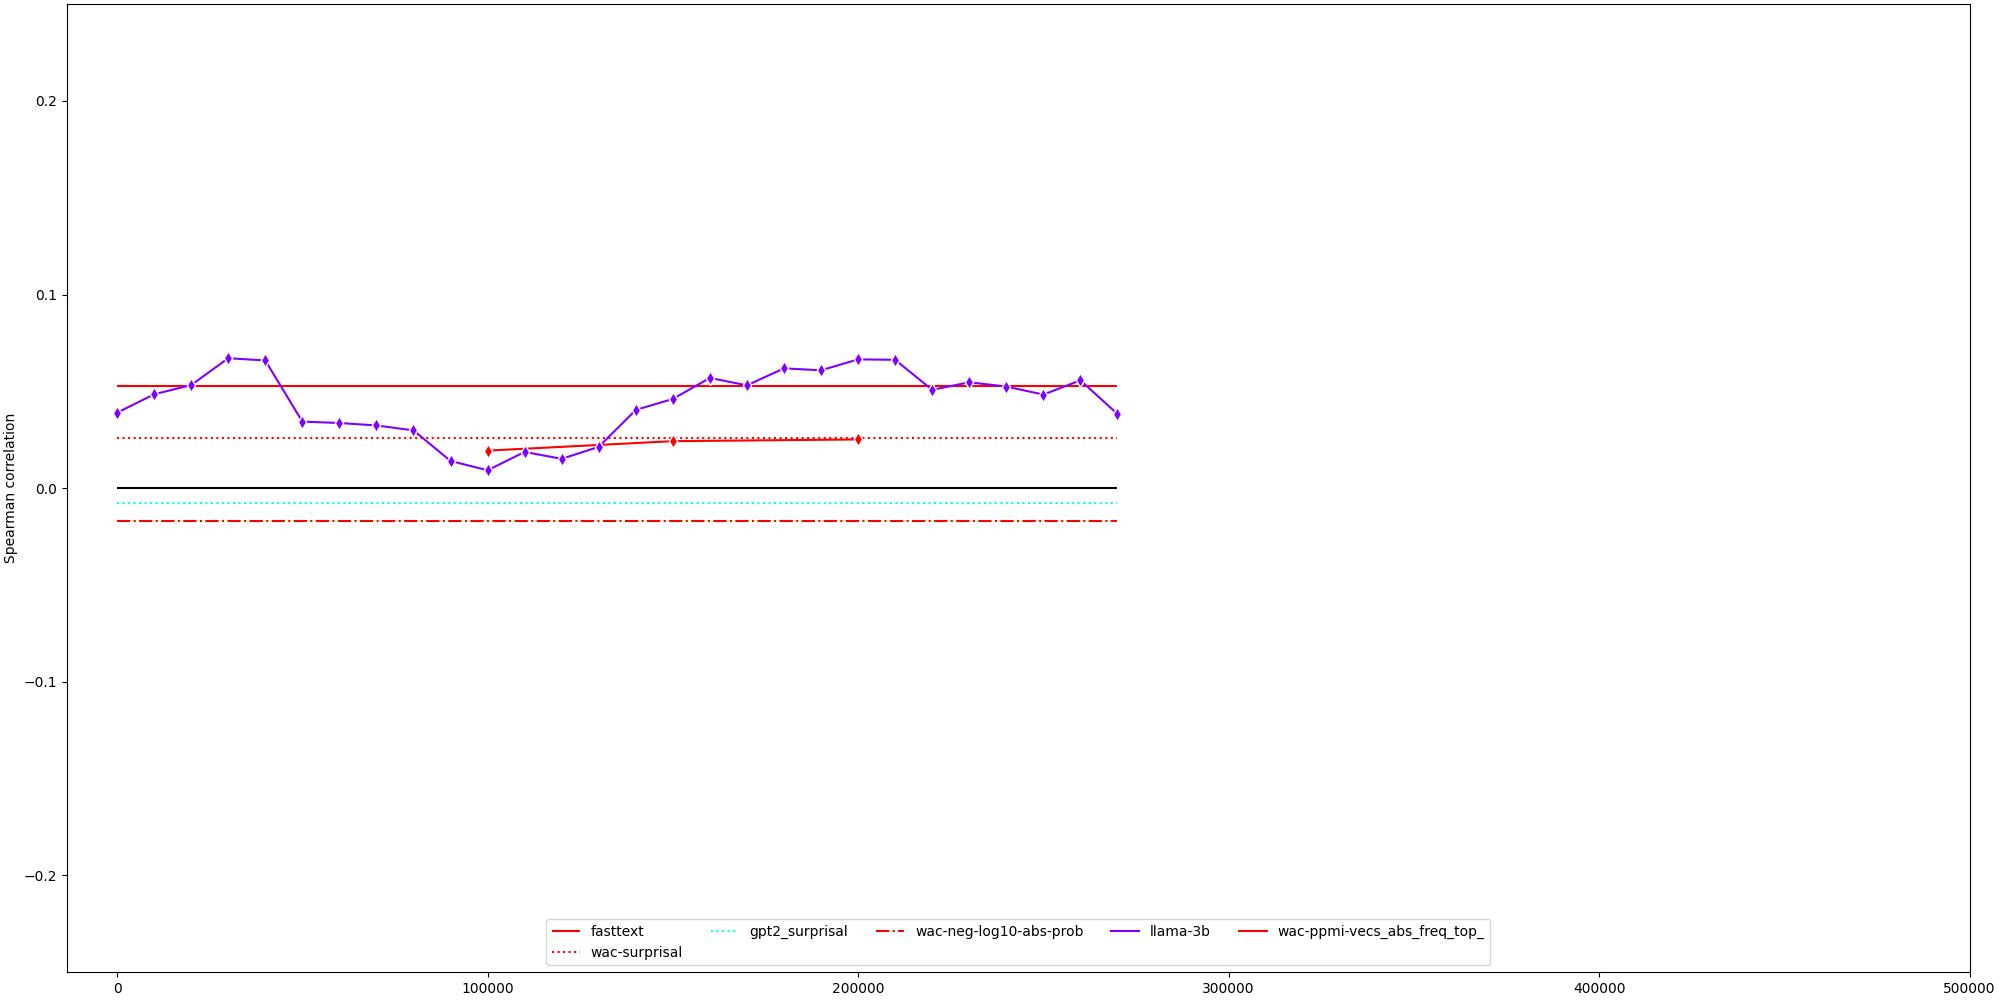 0.2
0.1
0.0
−0.1
−0.2
Spearman correlation
fasttext
wac-surprisal
gpt2_surprisal
wac-neg-log10-abs-prob
llama-3b
wac-ppmi-vecs_abs_freq_top_
0 100000 200000 300000 400000 500000